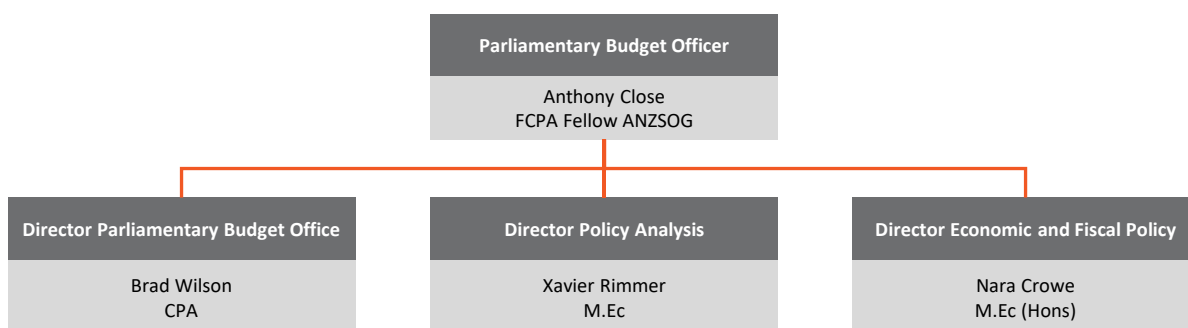 Parliamentary Budget Officer
Anthony Close
FCPA Fellow ANZSOG
Director Parliamentary Budget Office
Brad Wilson
CPA
Director Policy Analysis
Xavier Rimmer
M.Ec
Director Economic and Fiscal Policy
Nara Crowe
M.Ec (Hons)